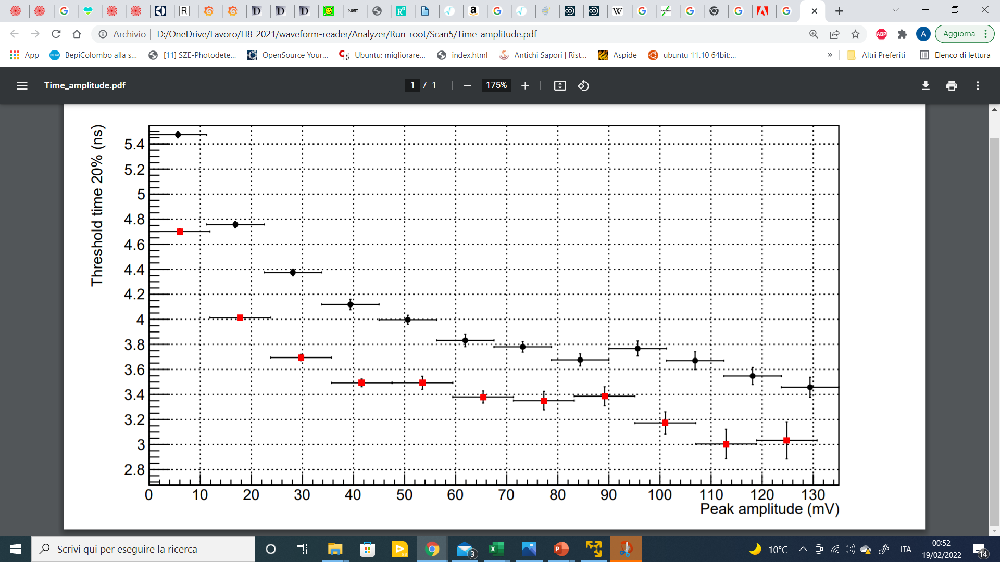 Archivio | D:/OneDrive/Lavoro/H8_2021/waveform-reader/Analyzer/Run_root/Scan5/Time_amplitude.pdf
ABP
A
Aggiorna
App
BepiColombo alla s...
[11] SZE-Photodete...
OpenSource Your...
Ubuntu: migliorare...
index.html
Antichi Sapori | Rist...
Aspide
ubuntu 11.10 64bit:...
»
Altri Preferiti
Elenco di lettura
Time_amplitude.pdf
1 / 1
175%
Threshold time 20% (ns)
5.4
5.2
5
4.8
4.6
4.4
4.2
4
3.8
3.6
3.4
3.2
3
2.8
0 10 20 30 40 50 60 70 80 90 100 110 120 130
Peak amplitude (mV)
Scrivi qui per eseguire la ricerca
3
10°C
ITA
00:52
19/02/2022
14